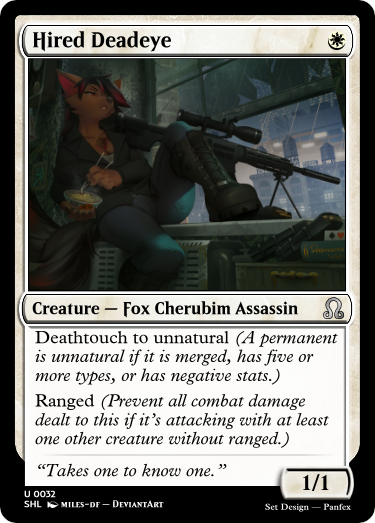 Hired Deadeye
Creature — Fox Cherubim Assassin
Deathtouch to unnatural (A permanent
is unnatural if it is merged, has five or
more types, or has negative stats.)
Ranged (Prevent all combat damage
dealt to this if it's attacking with at least
one other creature without ranged.)
“Takes one to know one.”
1/1
U 0032
SHL MILES-DF — DEVIANTART
Set Design — Panfex